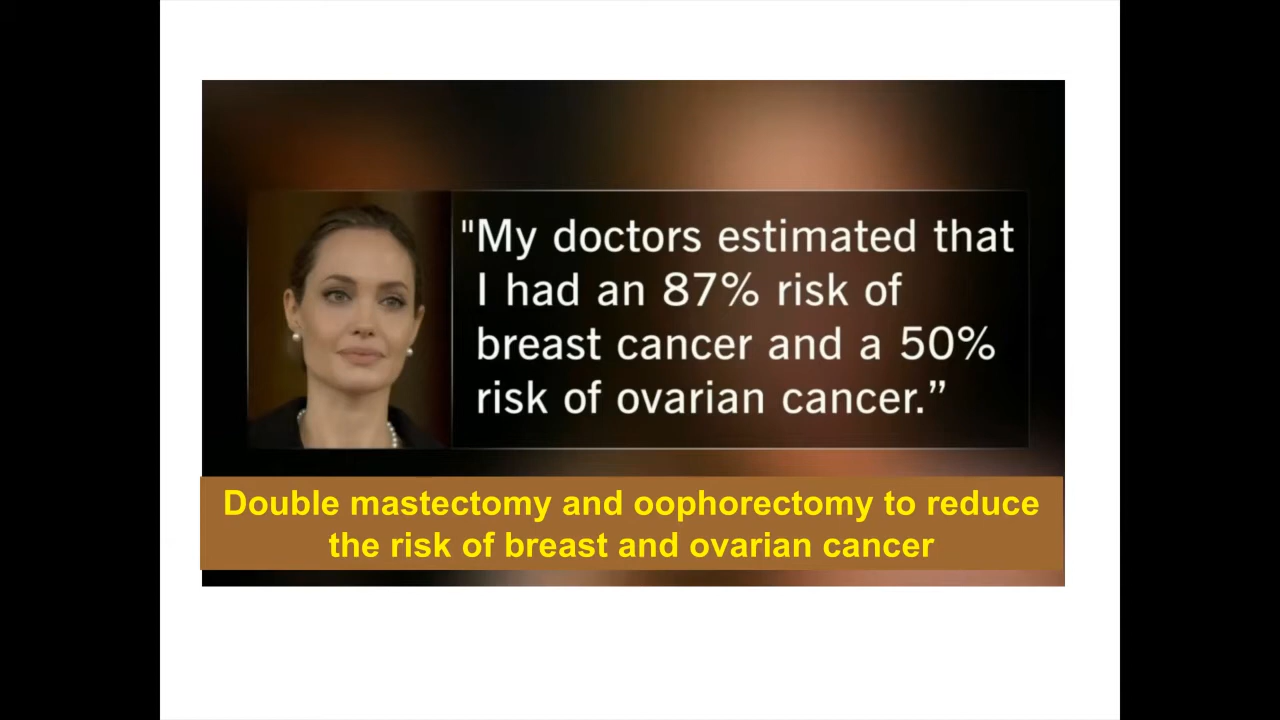 "My doctors estimated that
I had an 87% risk of
breast cancer and a 50%
risk of ovarian cancer.”
Double mastectomy and oophorectomy to reduce
the risk of breast and ovarian cancer